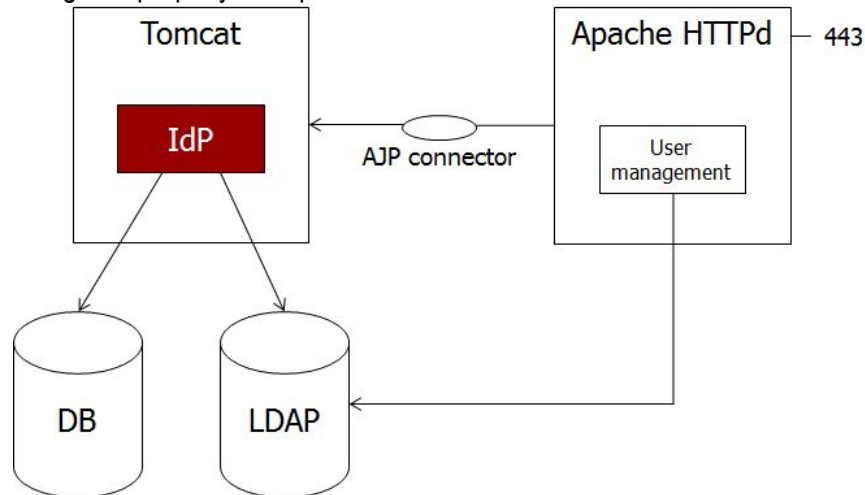 Tomcat
Apache HTTPd
443
IdP
AJP connector
User
management
DB
LDAP